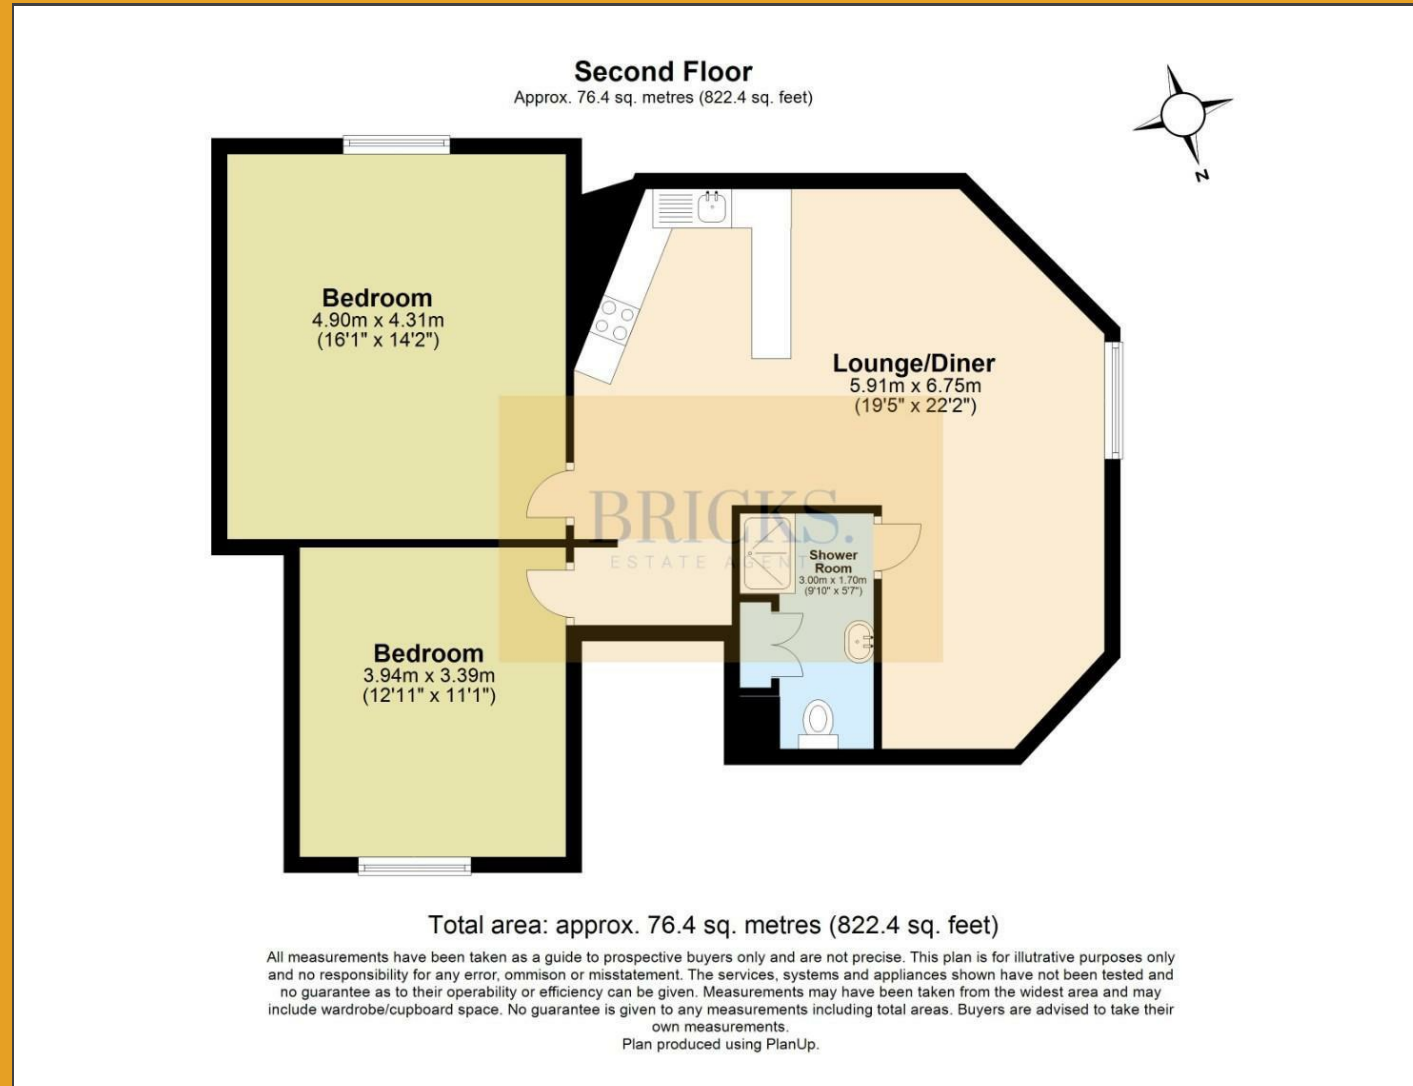 Second Floor
Approx. 76.4 sq. metres (822.4 sq. feet)
N
Bedroom
4.90m x 4.31m
(16'1" x 14'2")
Lounge/Diner
5.91m x 6.75m
(19'5" x 22'2")
BRICKS.
ESTATE AGENT
Shower
Room
3.00m x 1.70m
(9'10" x 5'7")
Bedroom
3.94m x 3.39m
(12'11" x 11'1")
Total area: approx. 76.4 sq. metres (822.4 sq. feet)
All measurements have been taken as a guide to prospective buyers only and are not precise. This plan is for illutrative purposes only
and no responsibility for any error, ommison or misstatement. The services, systems and appliances shown have not been tested and
no guarantee as to their operability or efficiency can be given. Measurements may have been taken from the widest area and may
include wardrobe/cupboard space. No guarantee is given to any measurements including total areas. Buyers are advised to take their
own measurements.
Plan produced using PlanUp.